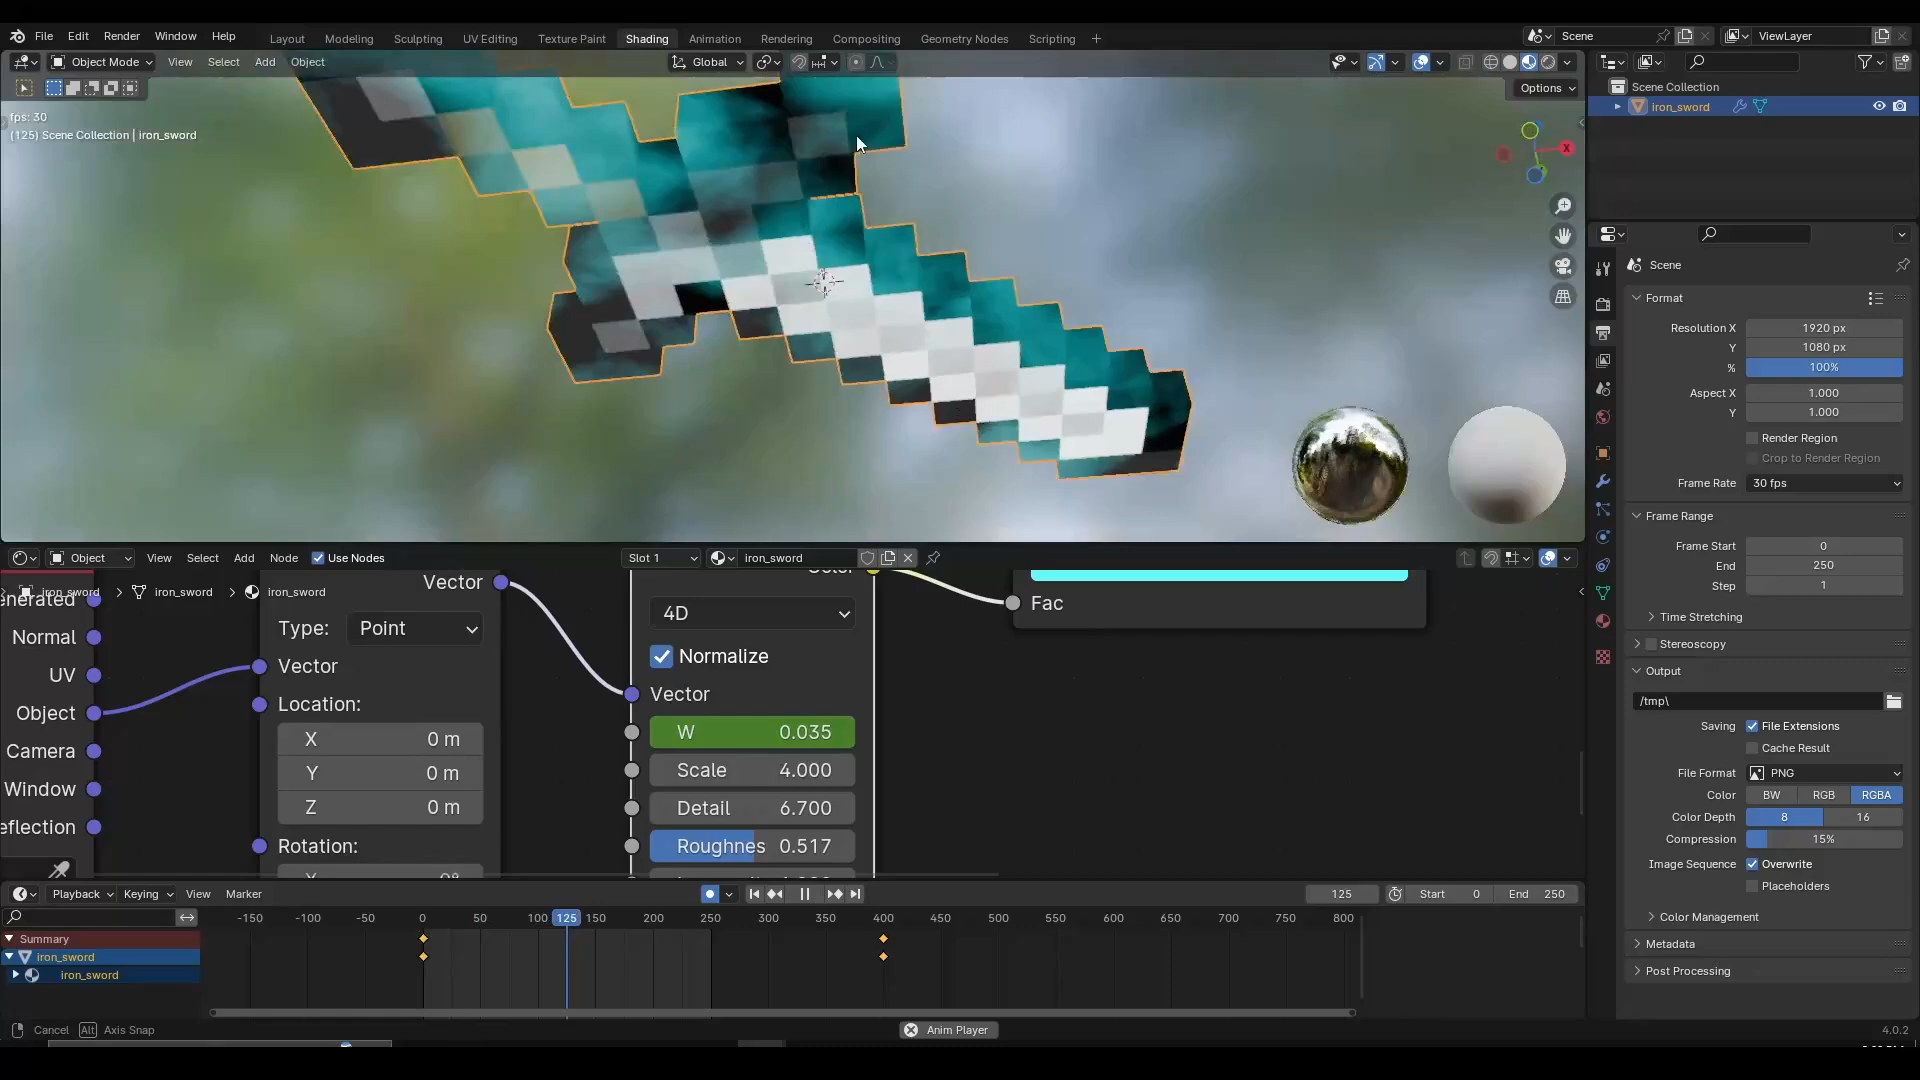 File Edit Render Window Help Layout Modeling Sculpting UV Editing Texture Paint Shading Animation Rendering Compositing Geometry Nodes Scripting + Scene ViewLayer
Object Mode View Select Add Object Global
Options
fps: 30
(125) Scene Collection | iron_sword
X
Scene Collection
iron_sword
Scene
Format
Resolution X 1920 px
Y 1080 px
% 100%
Aspect X 1.000
Y 1.000
Render Region
Crop to Render Region
Frame Rate 30 fps
Frame Range
Frame Start 0
End 250
Step 1
Time Stretching
Stereoscopy
Output
/tmp\
Saving File Extensions
Cache Result
File Format PNG
Color BW RGB RGBA
Color Depth 8 16
Compression 15%
Image Sequence Overwrite
Placeholders
Color Management
Metadata
Post Processing
Object View Select Add Node Use Nodes Slot 1 iron_sword
iron_sword > iron_sword > iron_sword
enerated
Normal
UV
Object
Camera
Window
eflection
Vector
Type: Point
Vector
Location:
X 0 m
Y 0 m
Z 0 m
Rotation:
4D
Normalize
Vector
W 0.035
Scale 4.000
Detail 6.700
Roughnes 0.517
Fac
Playback Keying View Marker 125 Start 0 End 250
-150 -100 -50 0 50 100 125 150 200 250 300 350 400 450 500 550 600 650 700 750 800
Summary
iron_sword
iron_sword
Cancel Alt Axis Snap Anim Player 4.0.2